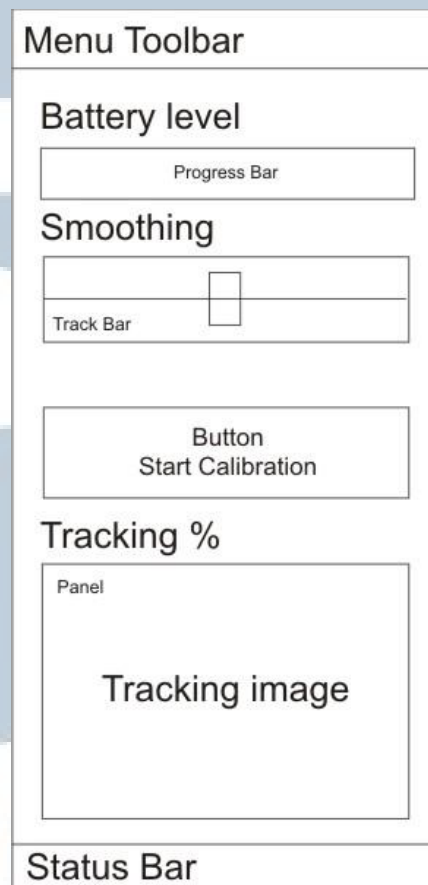 Menu Toolbar
Battery level
Progress Bar
Smoothing
Track Bar
Button
Start Calibration
Tracking %
Panel
Tracking image
Status Bar